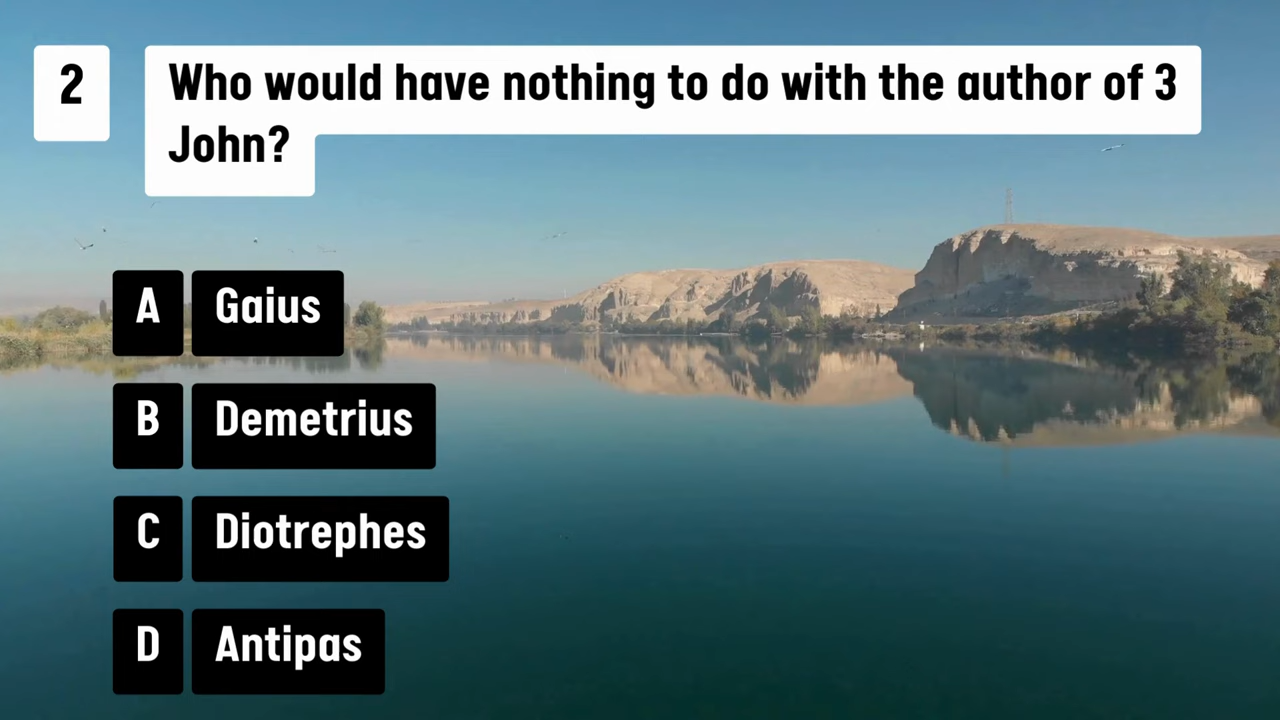 2
Who would have nothing to do with the author of 3
John?
A Gaius
B Demetrius
C Diotrephes
D Antipas